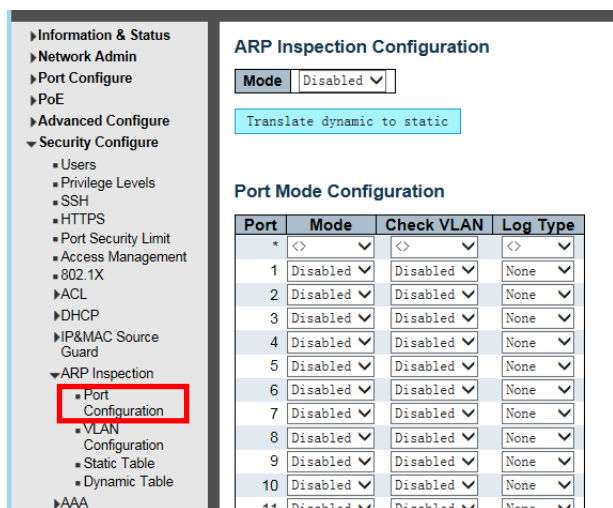 Information & Status
Network Admin
Port Configure
PoE
Advanced Configure
Security Configure
Users
Privilege Levels
SSH
HTTPS
Port Security Limit
Access Management
802.1X
ACL
DHCP
IP&MAC Source
Guard
ARP Inspection
Port
Configuration
VLAN
Configuration
Static Table
Dynamic Table
AAA
ARP Inspection Configuration
Mode Disabled
Translate dynamic to static
Port Mode Configuration
Port Mode Check VLAN Log Type
* <> <> <>
1 Disabled Disabled None
2 Disabled Disabled None
3 Disabled Disabled None
4 Disabled Disabled None
5 Disabled Disabled None
6 Disabled Disabled None
7 Disabled Disabled None
8 Disabled Disabled None
9 Disabled Disabled None
10 Disabled Disabled None
11 Disabled Disabled None